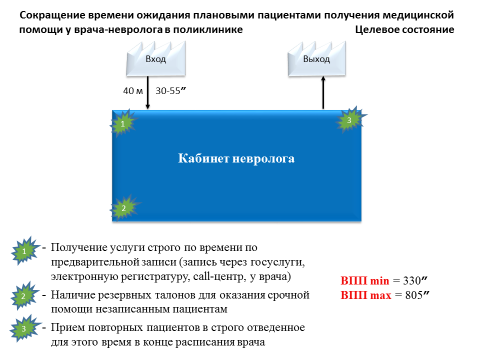 Сокращение времени ожидания плановыми пациентами получения медицинской
помощи у врача-невролога в поликлинике Целевое состояние
Вход
Выход
40 м 30-55″
1
3
Кабинет невролога
2
1 - Получение услуги строго по времени по
предварительной записи (запись через госуслуги,
электронную регистратуру, call-центр, у врача)
2 - Наличие резервных талонов для оказания срочной
помощи незаписанным пациентам
3 - Прием повторных пациентов в строго отведенное
для этого время в конце расписания врача
ВПП min = 330″
ВПП max = 805″